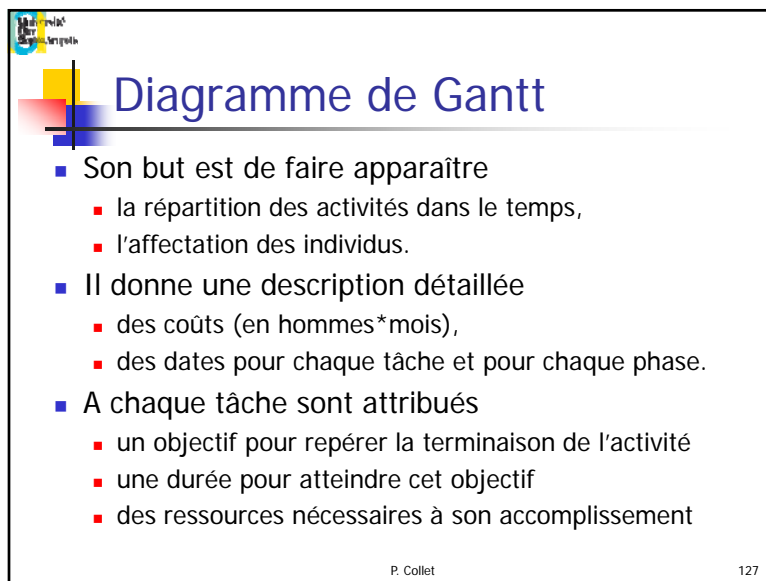 Diagramme de Gantt
Son but est de faire apparaître
la répartition des activités dans le temps,
l'affectation des individus.
Il donne une description détaillée
des coûts (en hommes*mois),
des dates pour chaque tâche et pour chaque phase.
A chaque tâche sont attribués
un objectif pour repérer la terminaison de l'activité
une durée pour atteindre cet objectif
des ressources nécessaires à son accomplissement
P. Collet
127